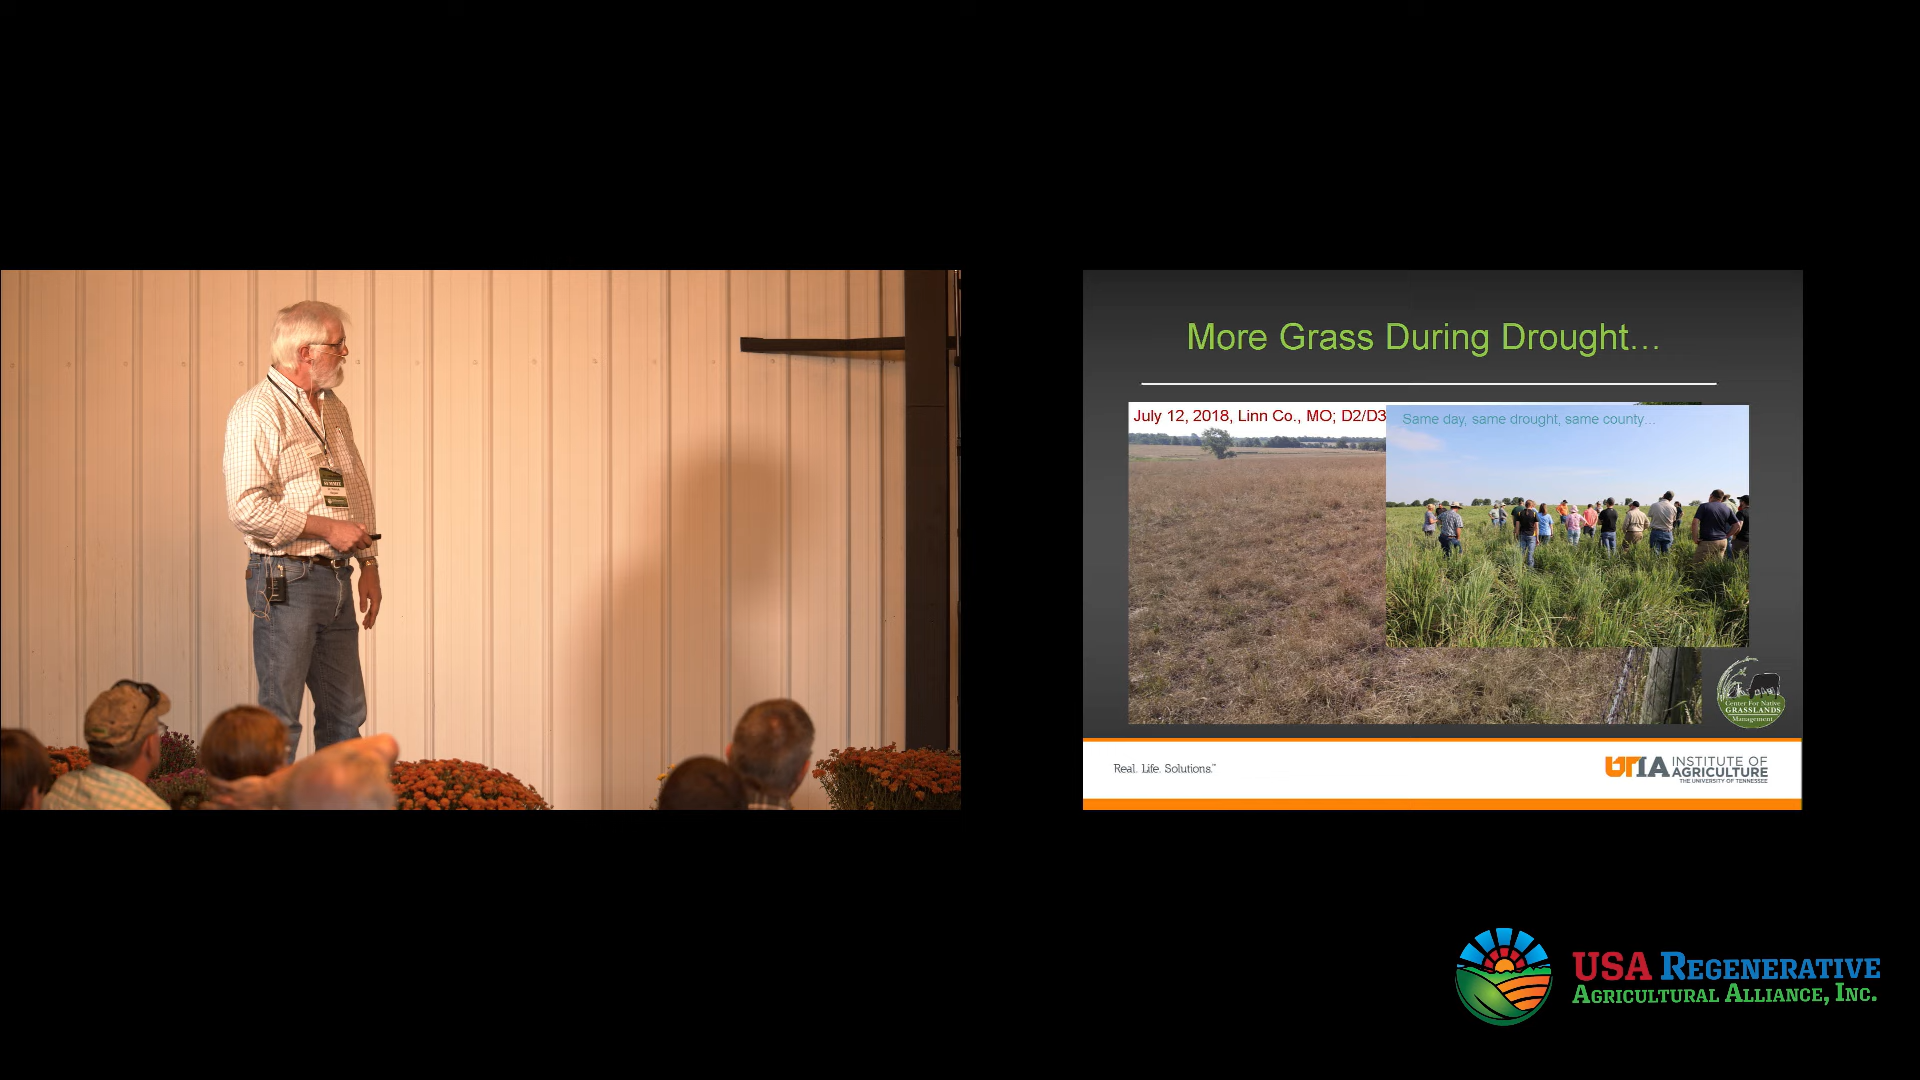 SUMMIT
More Grass During Drought…
July 12, 2018, Linn Co., MO; D2/D3
Same day, same drought, same county…
Center For Native
GRASSLANDS
Management
Real. Life. Solutions.™
UTIA INSTITUTE OF
AGRICULTURE
THE UNIVERSITY OF TENNESSEE
USA REGENERATIVE
AGRICULTURAL ALLIANCE, INC.